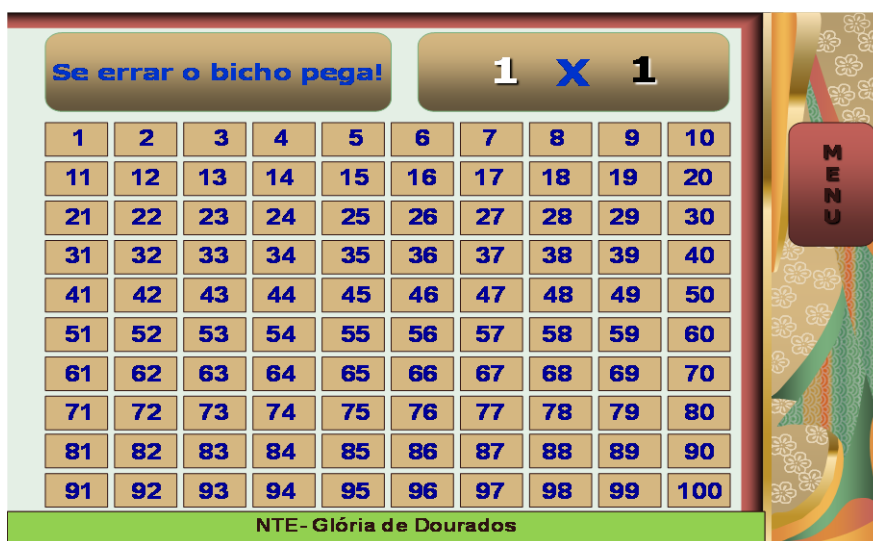 Se errar o bicho pega!
1 X 1
1 2 3 4 5 6 7 8 9 10
11 12 13 14 15 16 17 18 19 20
21 22 23 24 25 26 27 28 29 30
31 32 33 34 35 36 37 38 39 40
41 42 43 44 45 46 47 48 49 50
51 52 53 54 55 56 57 58 59 60
61 62 63 64 65 66 67 68 69 70
71 72 73 74 75 76 77 78 79 80
81 82 83 84 85 86 87 88 89 90
91 92 93 94 95 96 97 98 99 100
MENU
NTE- Glória de Dourados